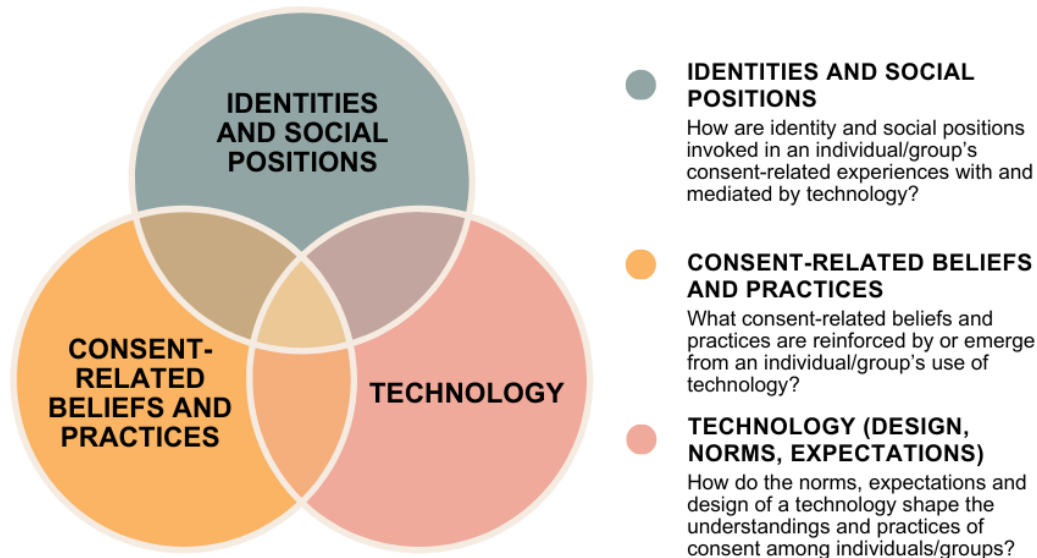 IDENTITIES
AND SOCIAL
POSITIONS
CONSENT-
RELATED
BELIEFS AND
PRACTICES
TECHNOLOGY
IDENTITIES AND SOCIAL
POSITIONS
How are identity and social positions
invoked in an individual/group’s
consent-related experiences with and
mediated by technology?
CONSENT-RELATED BELIEFS
AND PRACTICES
What consent-related beliefs and
practices are reinforced by or emerge
from an individual/group’s use of
technology?
TECHNOLOGY (DESIGN,
NORMS, EXPECTATIONS)
How do the norms, expectations and
design of a technology shape the
understandings and practices of
consent among individuals/groups?